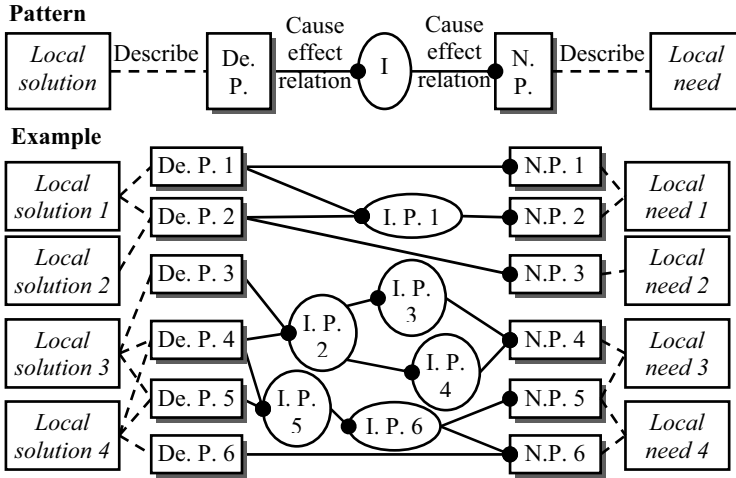 Pattern
Local solution
Describe
De. P.
Cause effect relation
I
Cause effect relation
N. P.
Describe
Local need
Example
Local solution 1
Local solution 2
Local solution 3
Local solution 4
De. P. 1
De. P. 2
De. P. 3
De. P. 4
De. P. 5
De. P. 6
I. P. 1
I. P. 2
I. P. 3
I. P. 4
I. P. 5
I. P. 6
N.P. 1
N.P. 2
N.P. 3
N.P. 4
N.P. 5
N.P. 6
Local need 1
Local need 2
Local need 3
Local need 4